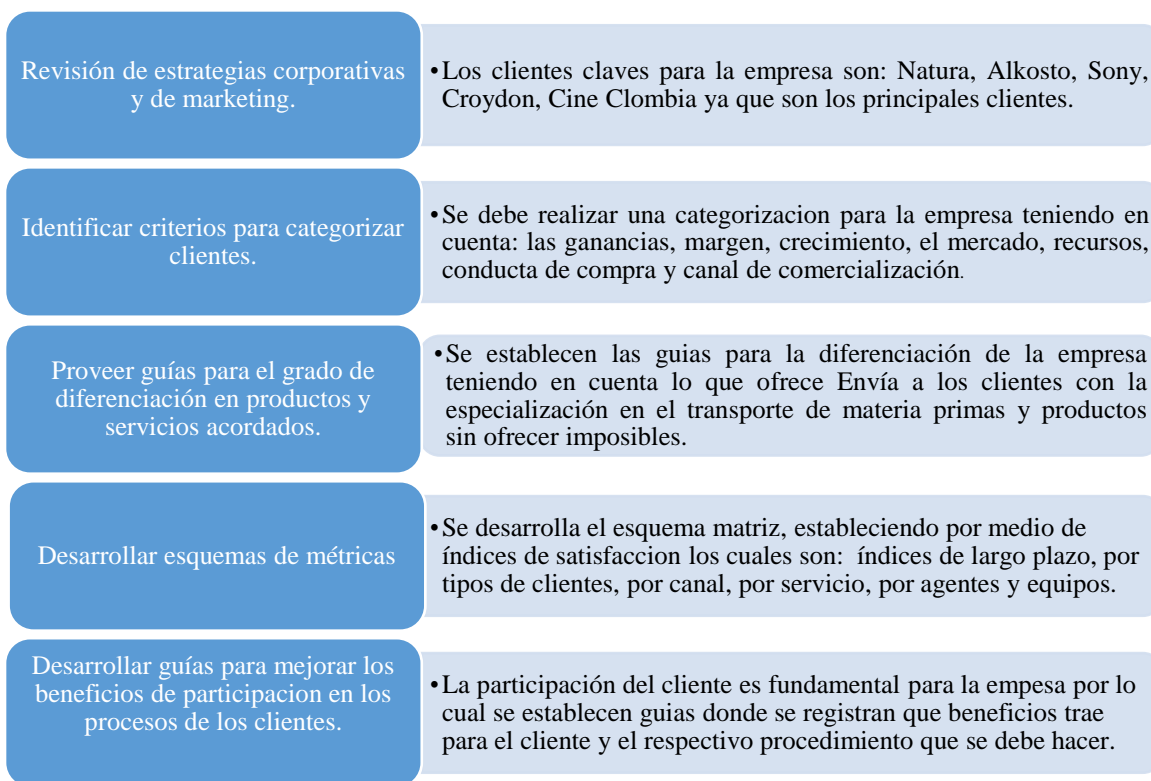 Revisión de estrategias corporativas
y de marketing.
•Los clientes claves para la empresa son: Natura, Alkosto, Sony,
Croydon, Cine Clombia ya que son los principales clientes.
Identificar criterios para categorizar
clientes.
•Se debe realizar una categorizacion para la empresa teniendo en
cuenta: las ganancias, margen, crecimiento, el mercado, recursos,
conducta de compra y canal de comercialización.
Proveer guías para el grado de
diferenciación en productos y
servicios acordados.
•Se establecen las guias para la diferenciación de la empresa
teniendo en cuenta lo que ofrece Envía a los clientes con la
especialización en el transporte de materia primas y productos
sin ofrecer imposibles.
Desarrollar esquemas de métricas
•Se desarrolla el esquema matriz, estableciendo por medio de
índices de satisfaccion los cuales son: índices de largo plazo, por
tipos de clientes, por canal, por servicio, por agentes y equipos.
Desarrollar guías para mejorar los
beneficios de participacion en los
procesos de los clientes.
•La participación del cliente es fundamental para la empesa por lo
cual se establecen guias donde se registran que beneficios trae
para el cliente y el respectivo procedimiento que se debe hacer.